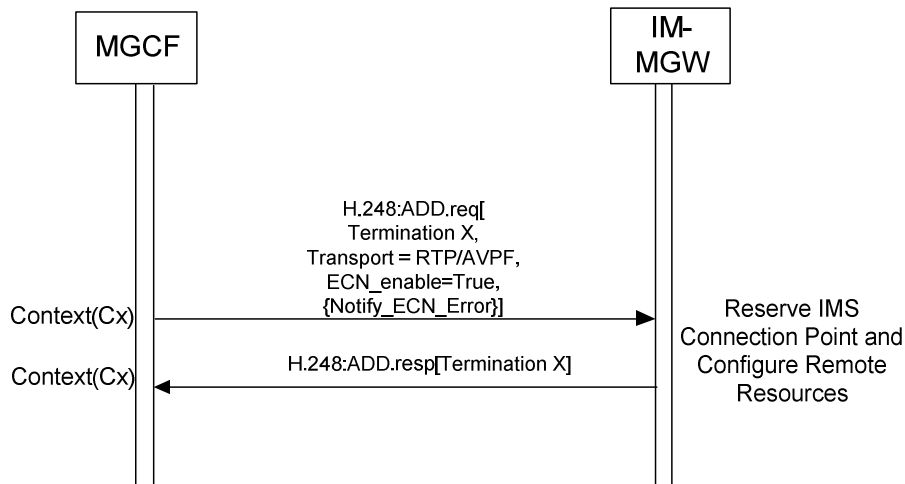 MGCF
IM-
MGW
H.248:ADD.req[
Termination X,
Transport = RTP/AVPF,
ECN_enable=True,
{Notify_ECN_Error}]
Context(Cx)
Reserve IMS
Connection Point and
Configure Remote
Resources
H.248:ADD.resp[Termination X]
Context(Cx)